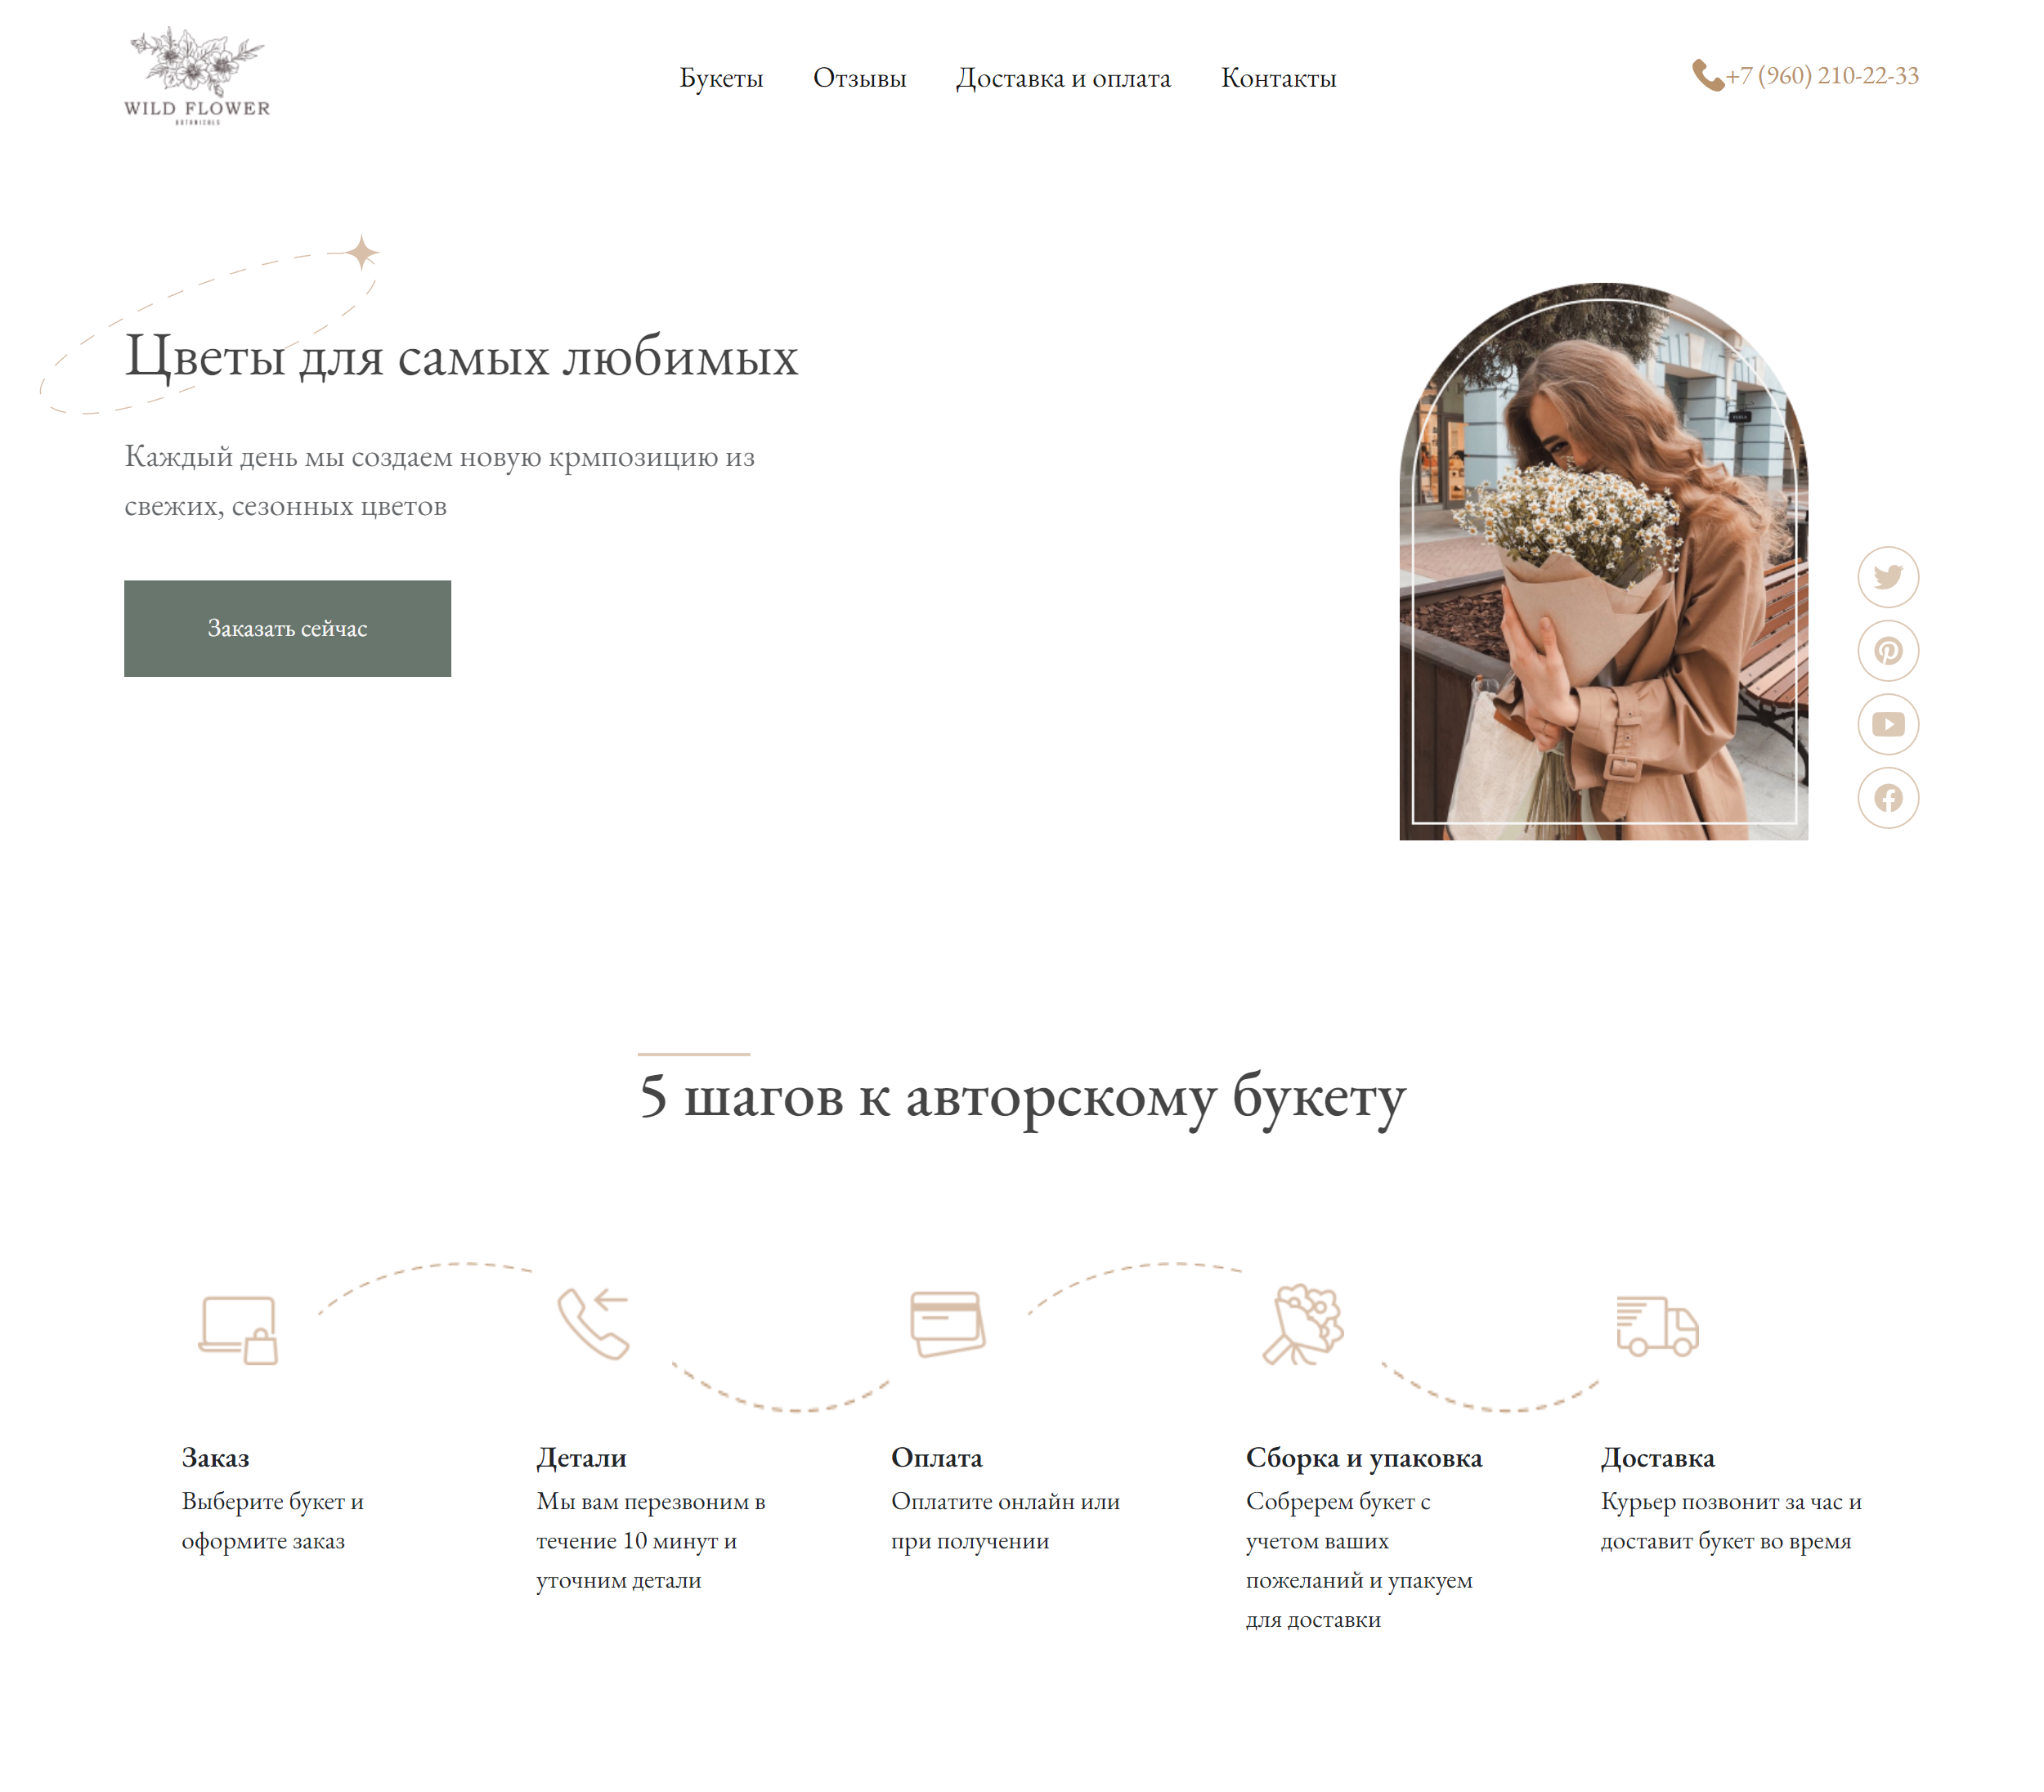 WILD FLOWER
BOTANICALS
Букеты Отзывы Доставка и оплата Контакты
+7 (960) 210-22-33
Цветы для самых любимых
Каждый день мы создаем новую крмпозицию из
свежих, сезонных цветов
Заказать сейчас
5 шагов к авторскому букету
Заказ
Выберите букет и
оформите заказ
Детали
Мы вам перезвоним в
течение 10 минут и
уточним детали
Оплата
Оплатите онлайн или
при получении
Сборка и упаковка
Собререм букет с
учетом ваших
пожеланий и упакуем
для доставки
Доставка
Курьер позвонит за час и
доставит букет во время